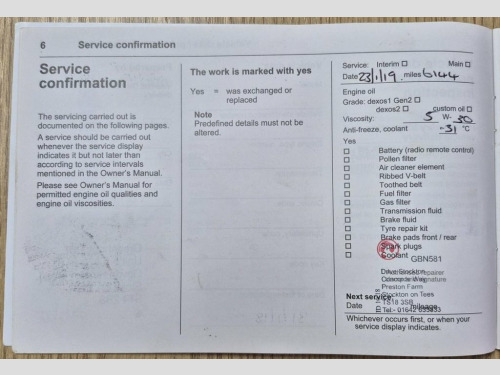 6 Service confirmation
Service
confirmation
The servicing carried out is
documented on the following pages.
A service should be carried out
whenever the service display
indicates it but not later than
according to service intervals
mentioned in the Owner's Manual.
Please see Owner's Manual for
permitted engine oil qualities and
engine oil viscosities.
The work is marked with yes
Yes = was exchanged or
replaced
Note
Predefined details must not be
altered.
Service: Interim ☐ Main ☐
Date 23/1/19 miles 6144
Engine oil
Grade: dexos1 Gen2 ☐
dexos2 ☐ custom oil ☐
Viscosity: 5 W- 30
Anti-freeze, coolant -31 °C
Yes
☐ Battery (radio remote control)
☐ Pollen filter
☐ Air cleaner element
☐ Ribbed V-belt
☐ Toothed belt
☐ Fuel filter
☐ Gas filter
☐ Transmission fluid
☐ Brake fluid
☐ Tyre repair kit
☐ Brake pads front / rear
☐ Spark plugs
☐ Coolant
GBN581
Drive Stockton
Preston Farm
Stockton on Tees
TS18 3SB
Tel:- 01642
Next service
Date mileage
Whichever occurs first, or when your
service display indicates.